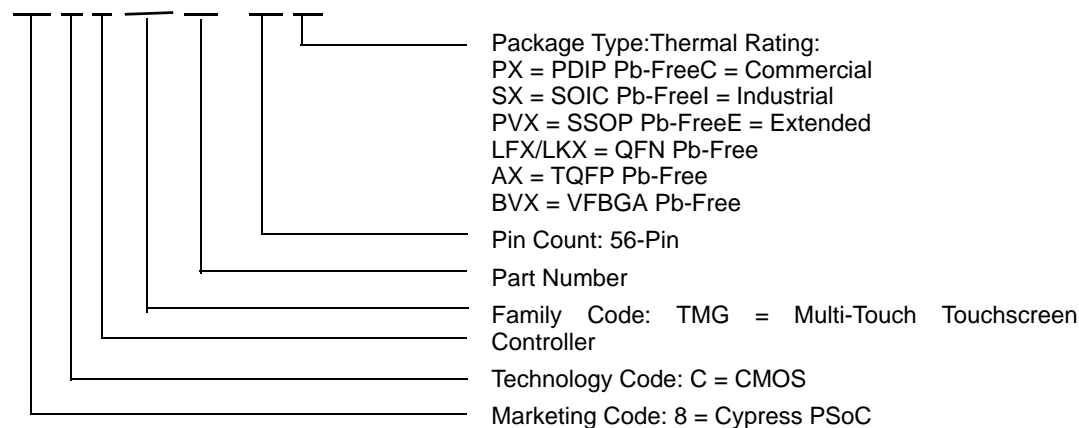 Package Type:Thermal Rating:
PX = PDIP Pb-FreeC = Commercial
SX = SOIC Pb-FreeI = Industrial
PVX = SSOP Pb-FreeE = Extended
LFX/LKX = QFN Pb-Free
AX = TQFP Pb-Free
BVX = VFBGA Pb-Free
Pin Count: 56-Pin
Part Number
Family Code: TMG = Multi-Touch Touchscreen
Controller
Technology Code: C = CMOS
Marketing Code: 8 = Cypress PSoC